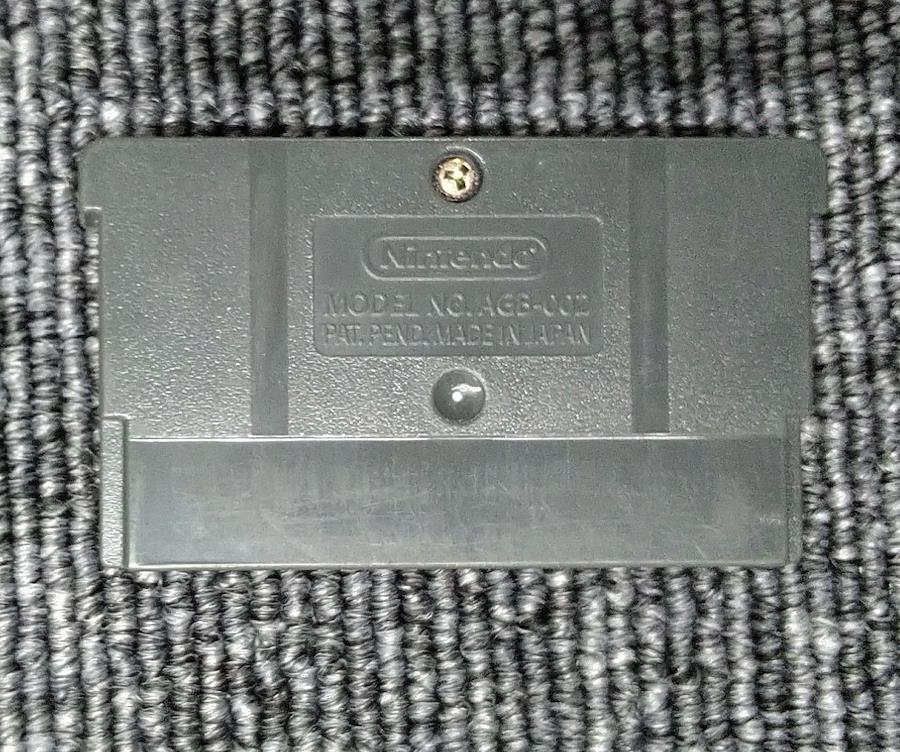 Nintendo®
MODEL NO. AGB-002
PAT. PEND. MADE IN JAPAN